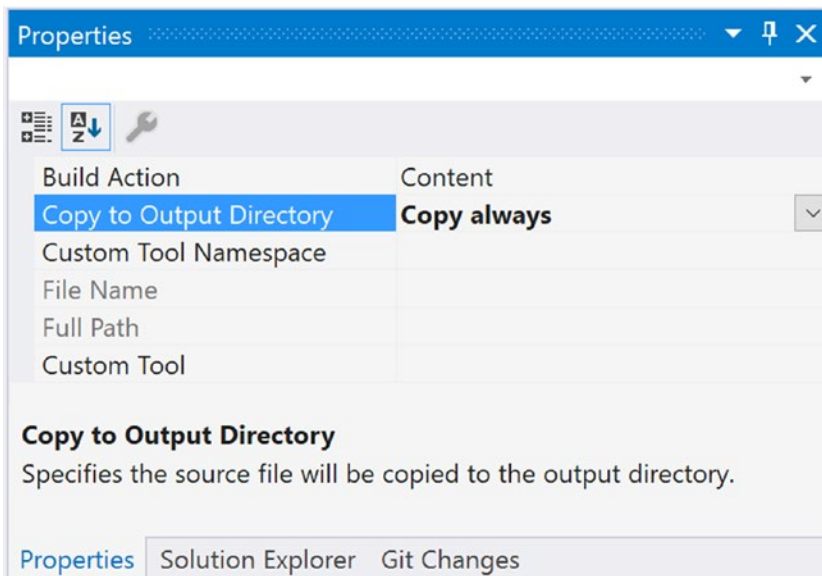 Properties
Build Action Content
Copy to Output Directory Copy always
Custom Tool Namespace
File Name
Full Path
Custom Tool
Copy to Output Directory
Specifies the source file will be copied to the output directory.
Properties Solution Explorer Git Changes